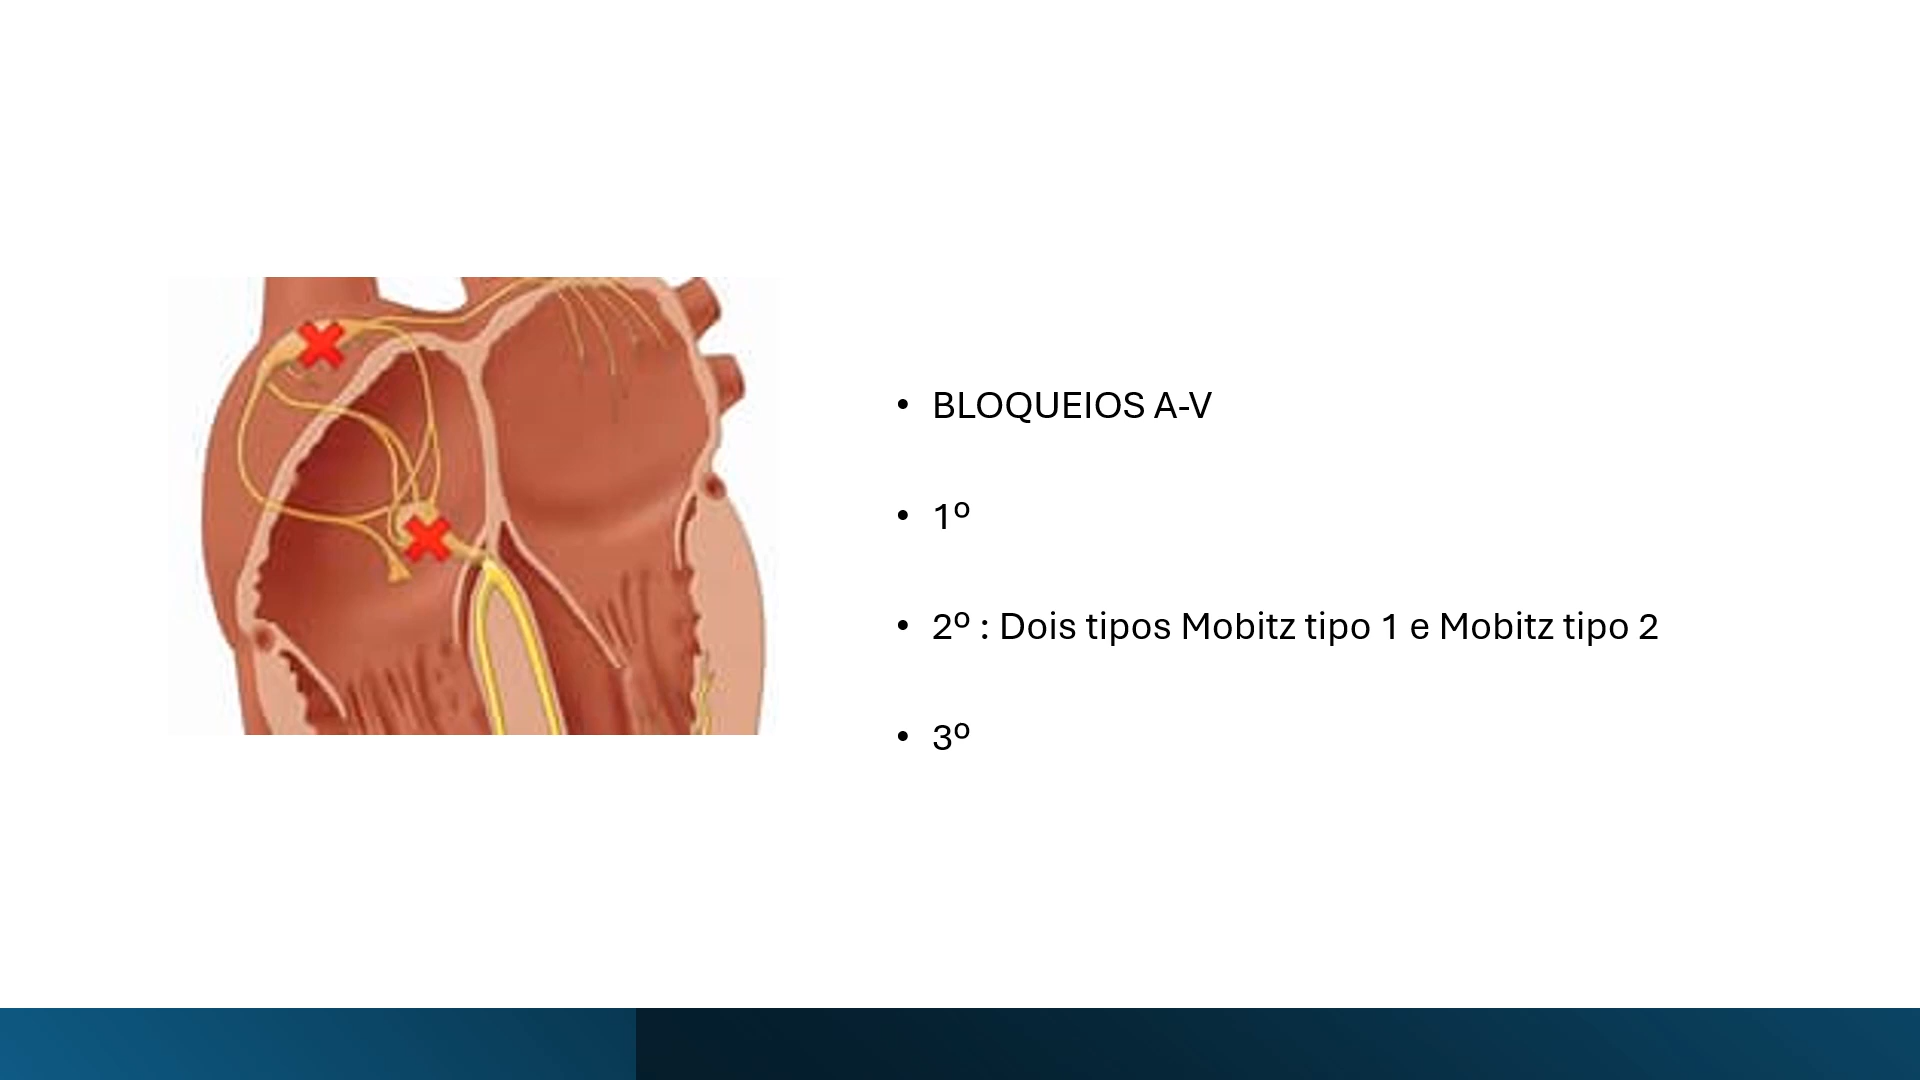 • BLOQUEIOS A-V
• 1º
• 2º : Dois tipos Mobitz tipo 1 e Mobitz tipo 2
• 3º